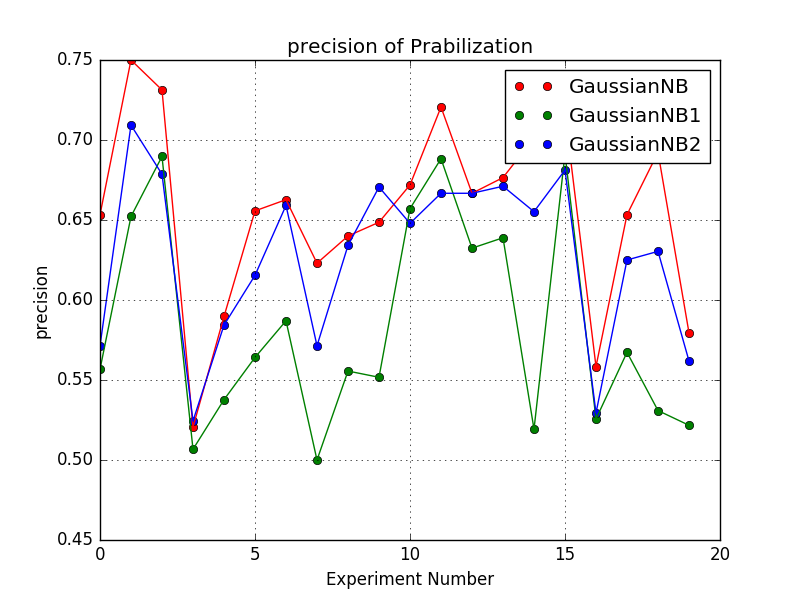 precision of Prabilization
0.75
0.70
0.65
0.60
0.55
0.50
0.45
precision
GaussianNB
GaussianNB1
GaussianNB2
0 5 10 15 20
Experiment Number